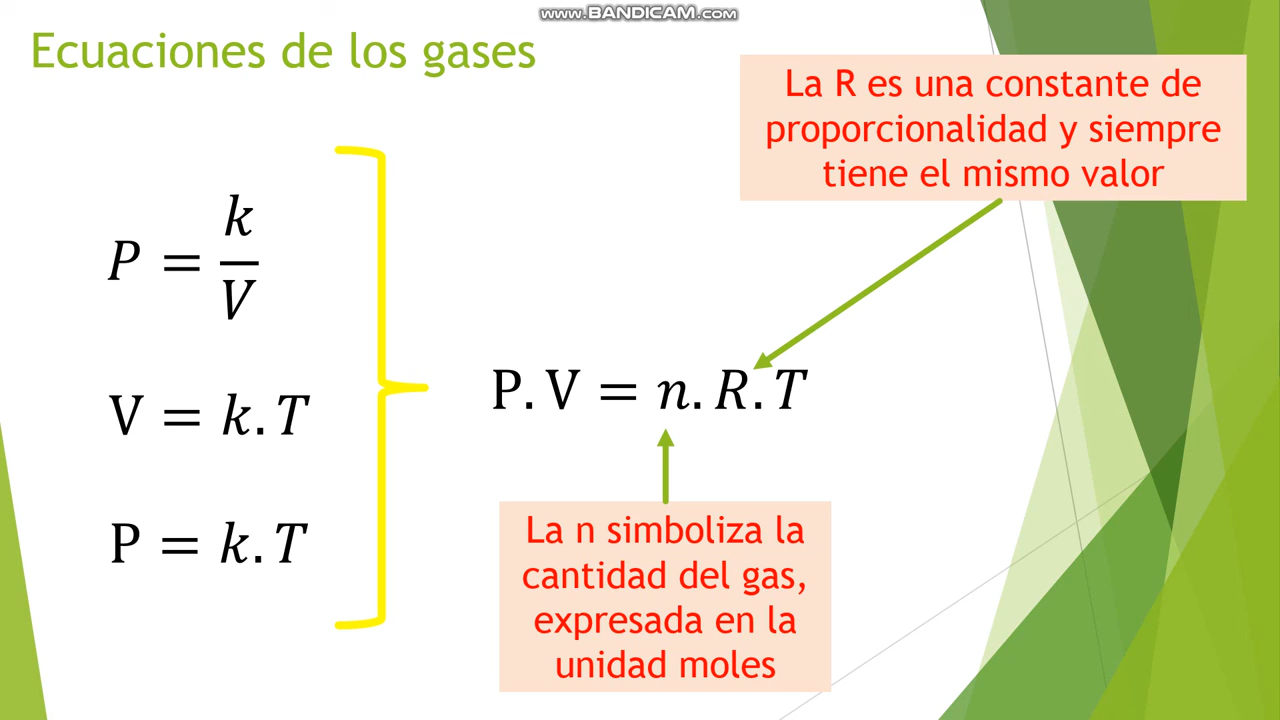 www.BANDICAM.com
Ecuaciones de los gases
La R es una constante de
proporcionalidad y siempre
tiene el mismo valor
P = k/V
V = k.T
P = k.T
P.V = n.R.T
La n simboliza la
cantidad del gas,
expresada en la
unidad moles